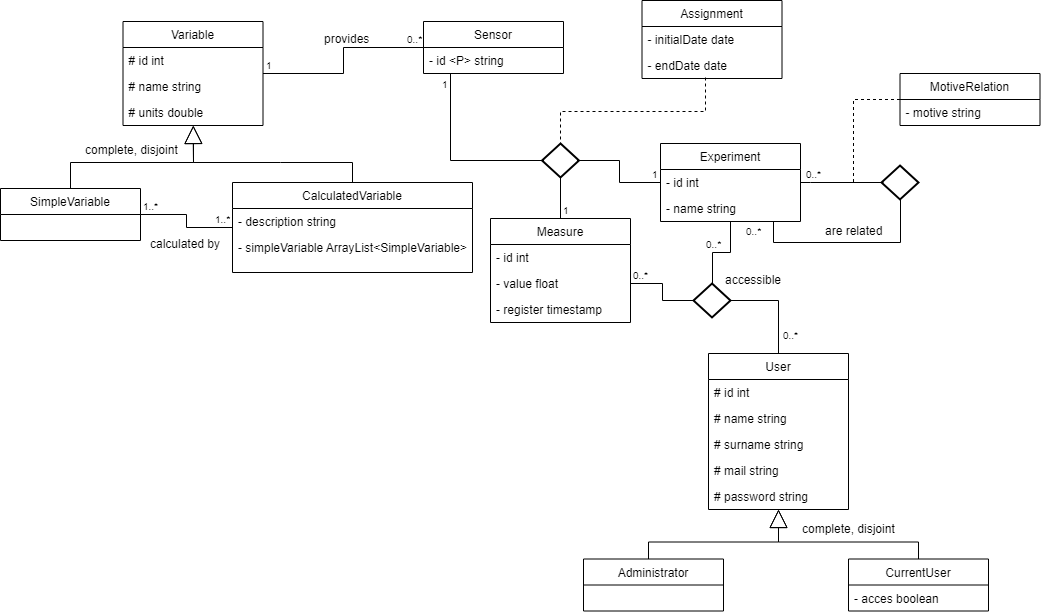 Variable
# id int
# name string
# units double
provides
1
0..*
Sensor
- id <P> string
1
Assignment
- initialDate date
- endDate date
MotiveRelation
- motive string
complete, disjoint
SimpleVariable
1..*
1..*
calculated by
CalculatedVariable
- description string
- simpleVariable ArrayList<SimpleVariable>
1
Experiment
- id int
- name string
0..*
0..*
0..*
are related
1
Measure
- id int
- value float
- register timestamp
0..*
accessible
0..*
User
# id int
# name string
# surname string
# mail string
# password string
complete, disjoint
Administrator
CurrentUser
- acces boolean